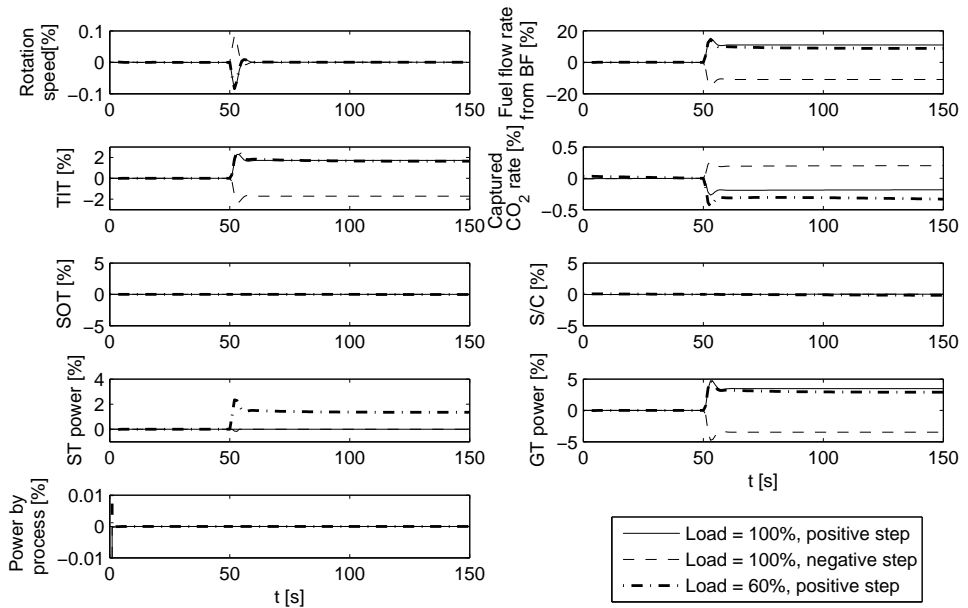 0.1
0
−0.1
Rotation
speed[%]
0 50 100 150
20
0
−20
Fuel flow rate
from BF [%]
0 50 100 150
2
0
−2
TIT [%]
0 50 100 150
0.5
0
−0.5
Captured
CO2 rate [%]
0 50 100 150
5
0
−5
SOT [%]
0 50 100 150
5
0
−5
S/C [%]
0 50 100 150
4
2
0
ST power [%]
0 50 100 150
5
0
−5
GT power [%]
0 50 100 150
t [s]
0.01
0
−0.01
Power by
process [%]
0 50 100 150
t [s]
Load = 100%, positive step
Load = 100%, negative step
Load = 60%, positive step